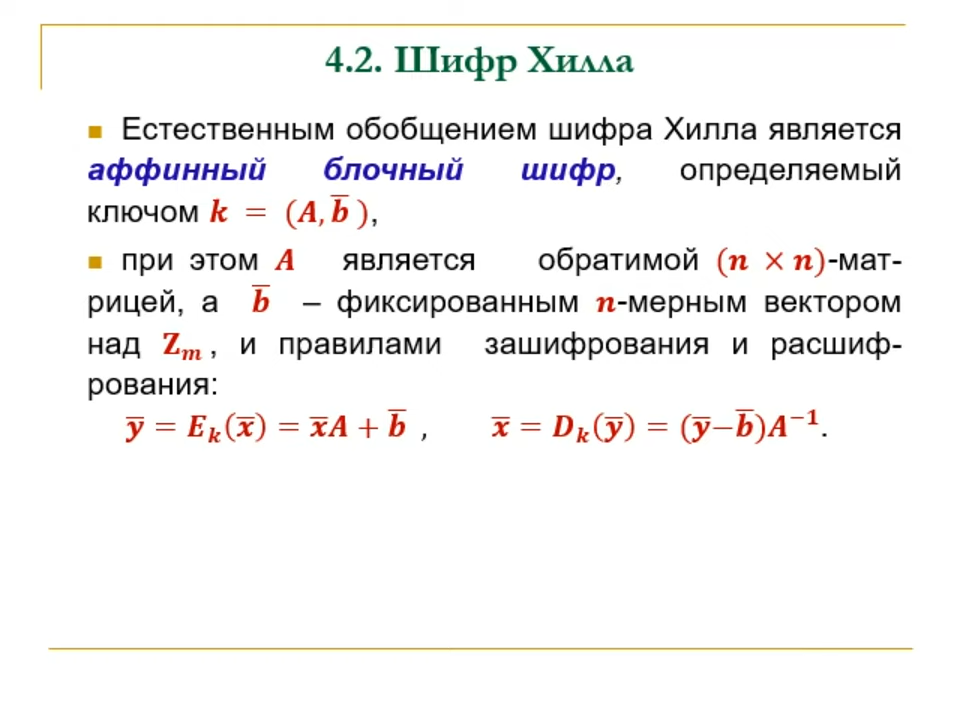 4.2. Шифр Хилла
Естественным обобщением шифра Хилла является
аффинный блочный шифр, определяемый
ключом k = (A, b̅ ),
при этом A является обратимой (n × n)-мат-
рицей, а b̅ – фиксированным n-мерным вектором
над Zₘ , и правилами зашифрования и расшиф-
рования:
y̅ = Eₖ(x̅) = x̅A + b̅ , x̅ = Dₖ(y̅) = (y̅−b̅)A⁻¹.